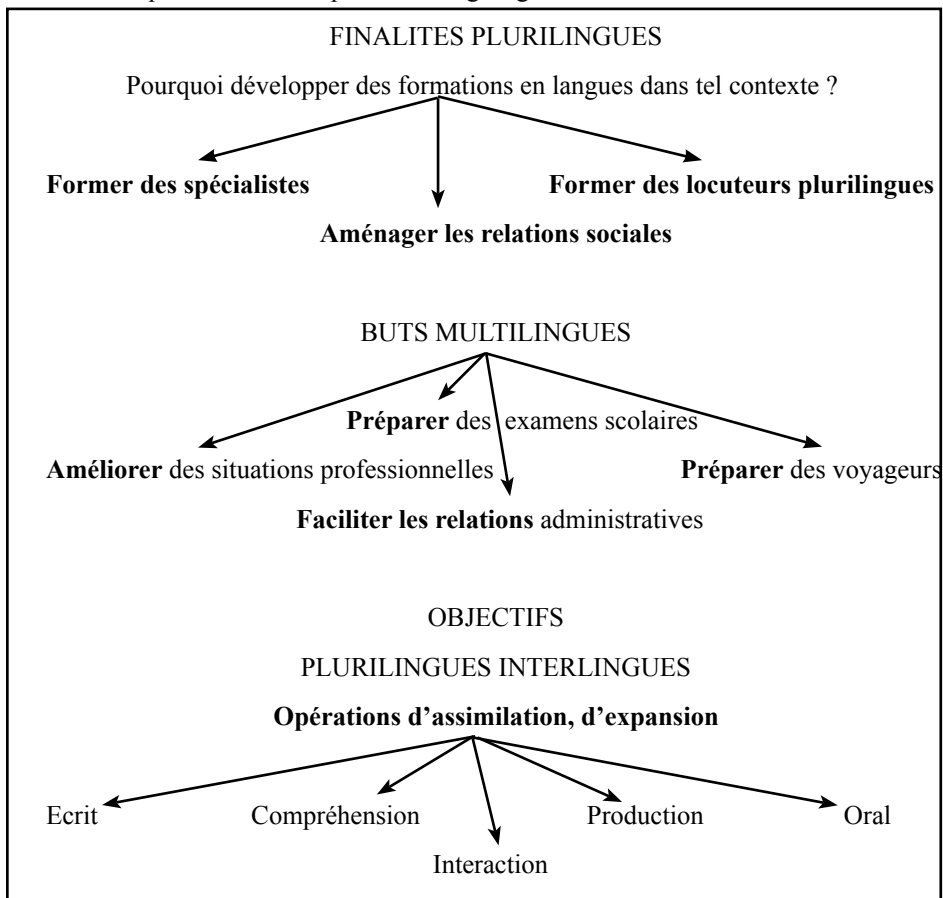 FINALITES PLURILINGUES
Pourquoi développer des formations en langues dans tel contexte ?
Former des spécialistes
Former des locuteurs plurilingues
Aménager les relations sociales
BUTS MULTILINGUES
Préparer des examens scolaires
Améliorer des situations professionnelles
Préparer des voyageurs
Faciliter les relations administratives
OBJECTIFS
PLURILINGUES INTERLINGUES
Opérations d’assimilation, d’expansion
Ecrit
Compréhension
Production
Oral
Interaction